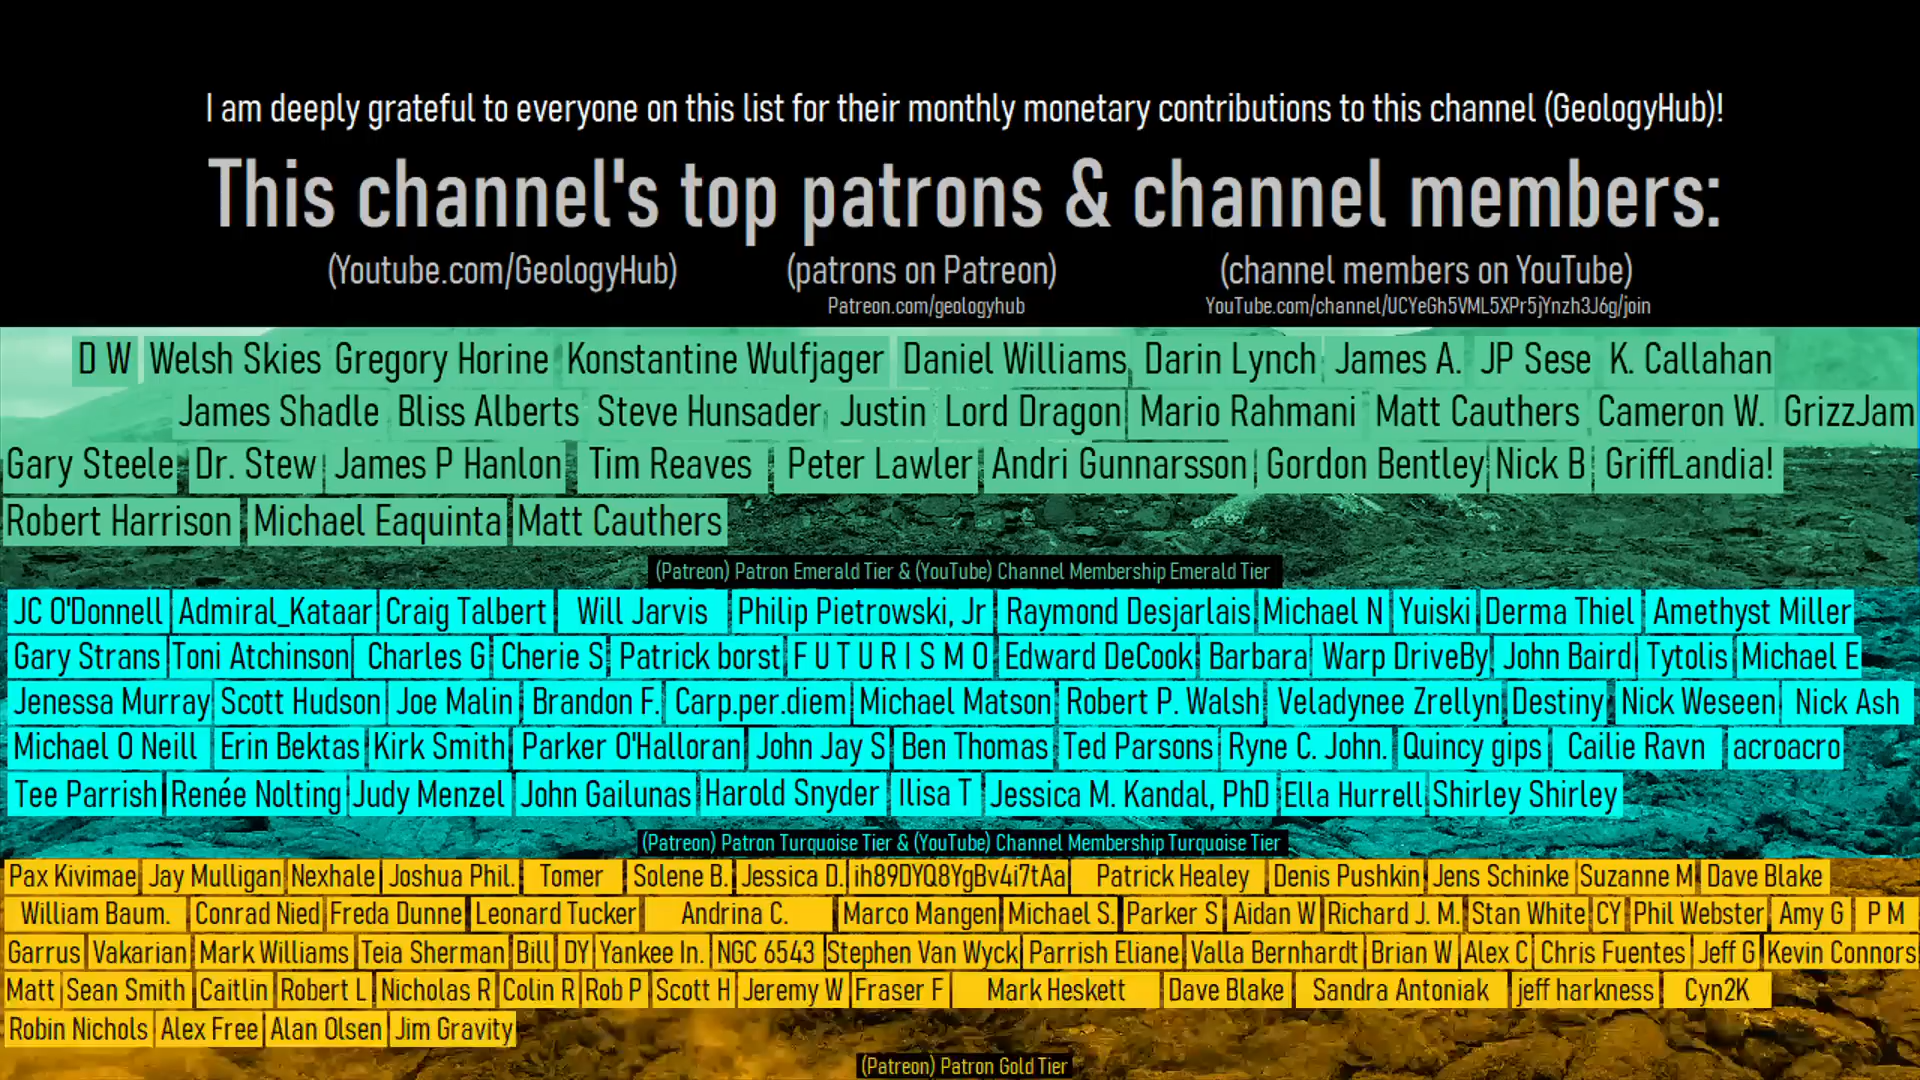 I am deeply grateful to everyone on this list for their monthly monetary contributions to this channel (GeologyHub)!
This channel's top patrons & channel members:
(Youtube.com/GeologyHub) (patrons on Patreon) (channel members on YouTube)
Patreon.com/geologyhub YouTube.com/channel/UCYeGh5VML5XPr5jYnzh3J6g/join
D W Welsh Skies Gregory Horine Konstantine Wulfjager Daniel Williams Darin Lynch James A. JP Sese K. Callahan
James Shadle Bliss Alberts Steve Hunsader Justin Lord Dragon Mario Rahmani Matt Cauthers Cameron W. GrizzJam
Gary Steele Dr. Stew James P Hanlon Tim Reaves Peter Lawler Andri Gunnarsson Gordon Bentley Nick B GriffLandia!
Robert Harrison Michael Eaquinta Matt Cauthers
(Patreon) Patron Emerald Tier & (YouTube) Channel Membership Emerald Tier
JC O'Donnell Admiral_Kataar Craig Talbert Will Jarvis Philip Pietrowski, Jr Raymond Desjarlais Michael N Yuiski Derma Thiel Amethyst Miller
Gary Strans Toni Atchinson Charles G Cherie S Patrick borst F U T U R I S M O Edward DeCook Barbara Warp DriveBy John Baird Tytolis Michael E
Jenessa Murray Scott Hudson Joe Malin Brandon F. Carp.per.diem Michael Matson Robert P. Walsh Veladynee Zrellyn Destiny Nick Weseen Nick Ash
Michael O Neill Erin Bektas Kirk Smith Parker O'Halloran John Jay S Ben Thomas Ted Parsons Ryne C. John. Quincy gips Cailie Ravn acroacro
Tee Parrish Renée Nolting Judy Menzel John Gailunas Harold Snyder Ilisa T Jessica M. Kandal, PhD Ella Hurrell Shirley Shirley
(Patreon) Patron Turquoise Tier & (YouTube) Channel Membership Turquoise Tier
Pax Kivimae Jay Mulligan Nexhale Joshua Phil. Tomer Solene B. Jessica D. ih89DYQ8YgBv4i7tAa Patrick Healey Denis Pushkin Jens Schinke Suzanne M Dave Blake
William Baum. Conrad Nied Freda Dunne Leonard Tucker Andrina C. Marco Mangen Michael S. Parker S Aidan W Richard J. M. Stan White CY Phil Webster Amy G P M
Garrus Vakarian Mark Williams Teia Sherman Bill DY Yankee In. NGC 6543 Stephen Van Wyck Parrish Eliane Valla Bernhardt Brian W Alex C Chris Fuentes Jeff G Kevin Connors
Matt Sean Smith Caitlin Robert L Nicholas R Colin R Rob P Scott H Jeremy W Fraser F Mark Heskett Dave Blake Sandra Antoniak jeff harkness Cyn2K
Robin Nichols Alex Free Alan Olsen Jim Gravity
(Patreon) Patron Gold Tier